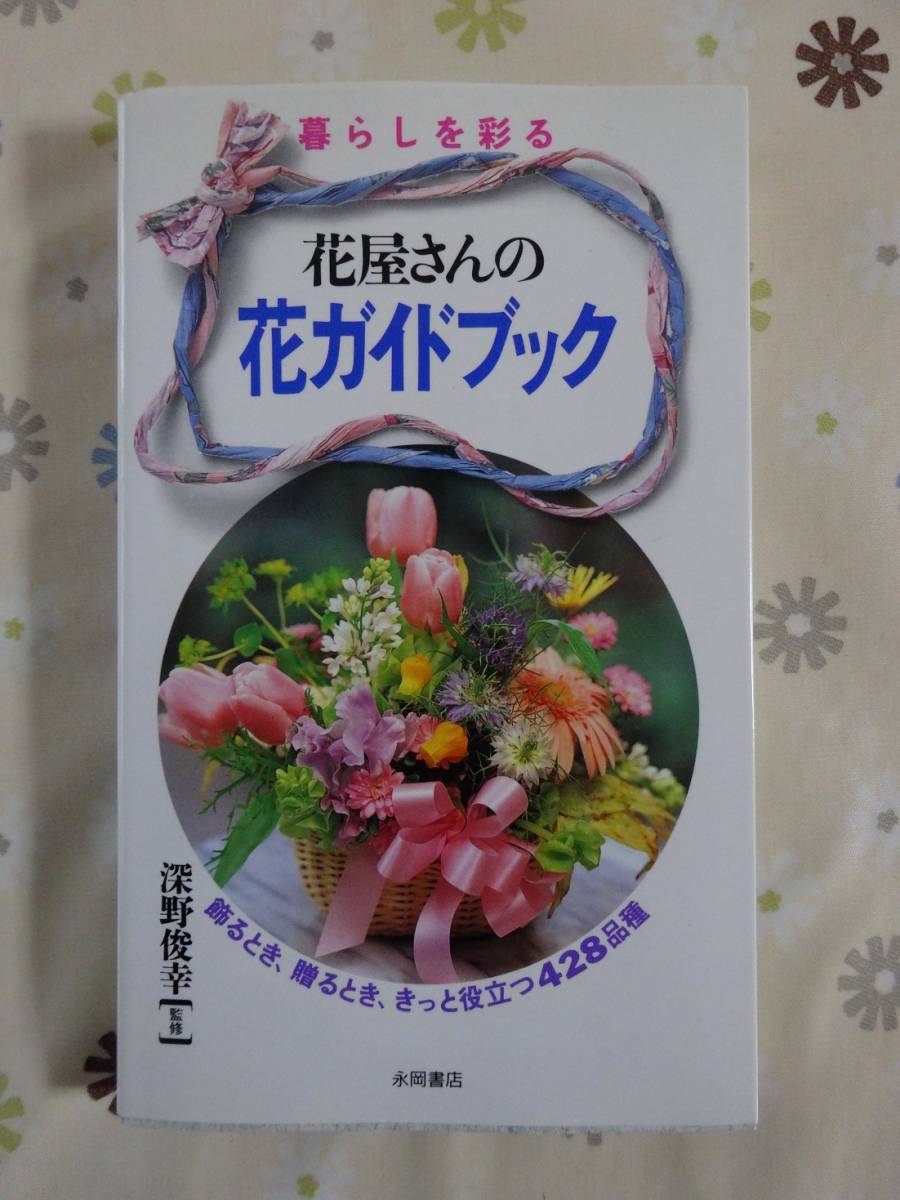 暮らしを彩る
花屋さんの
花ガイドブック
深野俊幸【監修】
飾るとき、贈るとき、きっと役立つ428品種
永岡書店